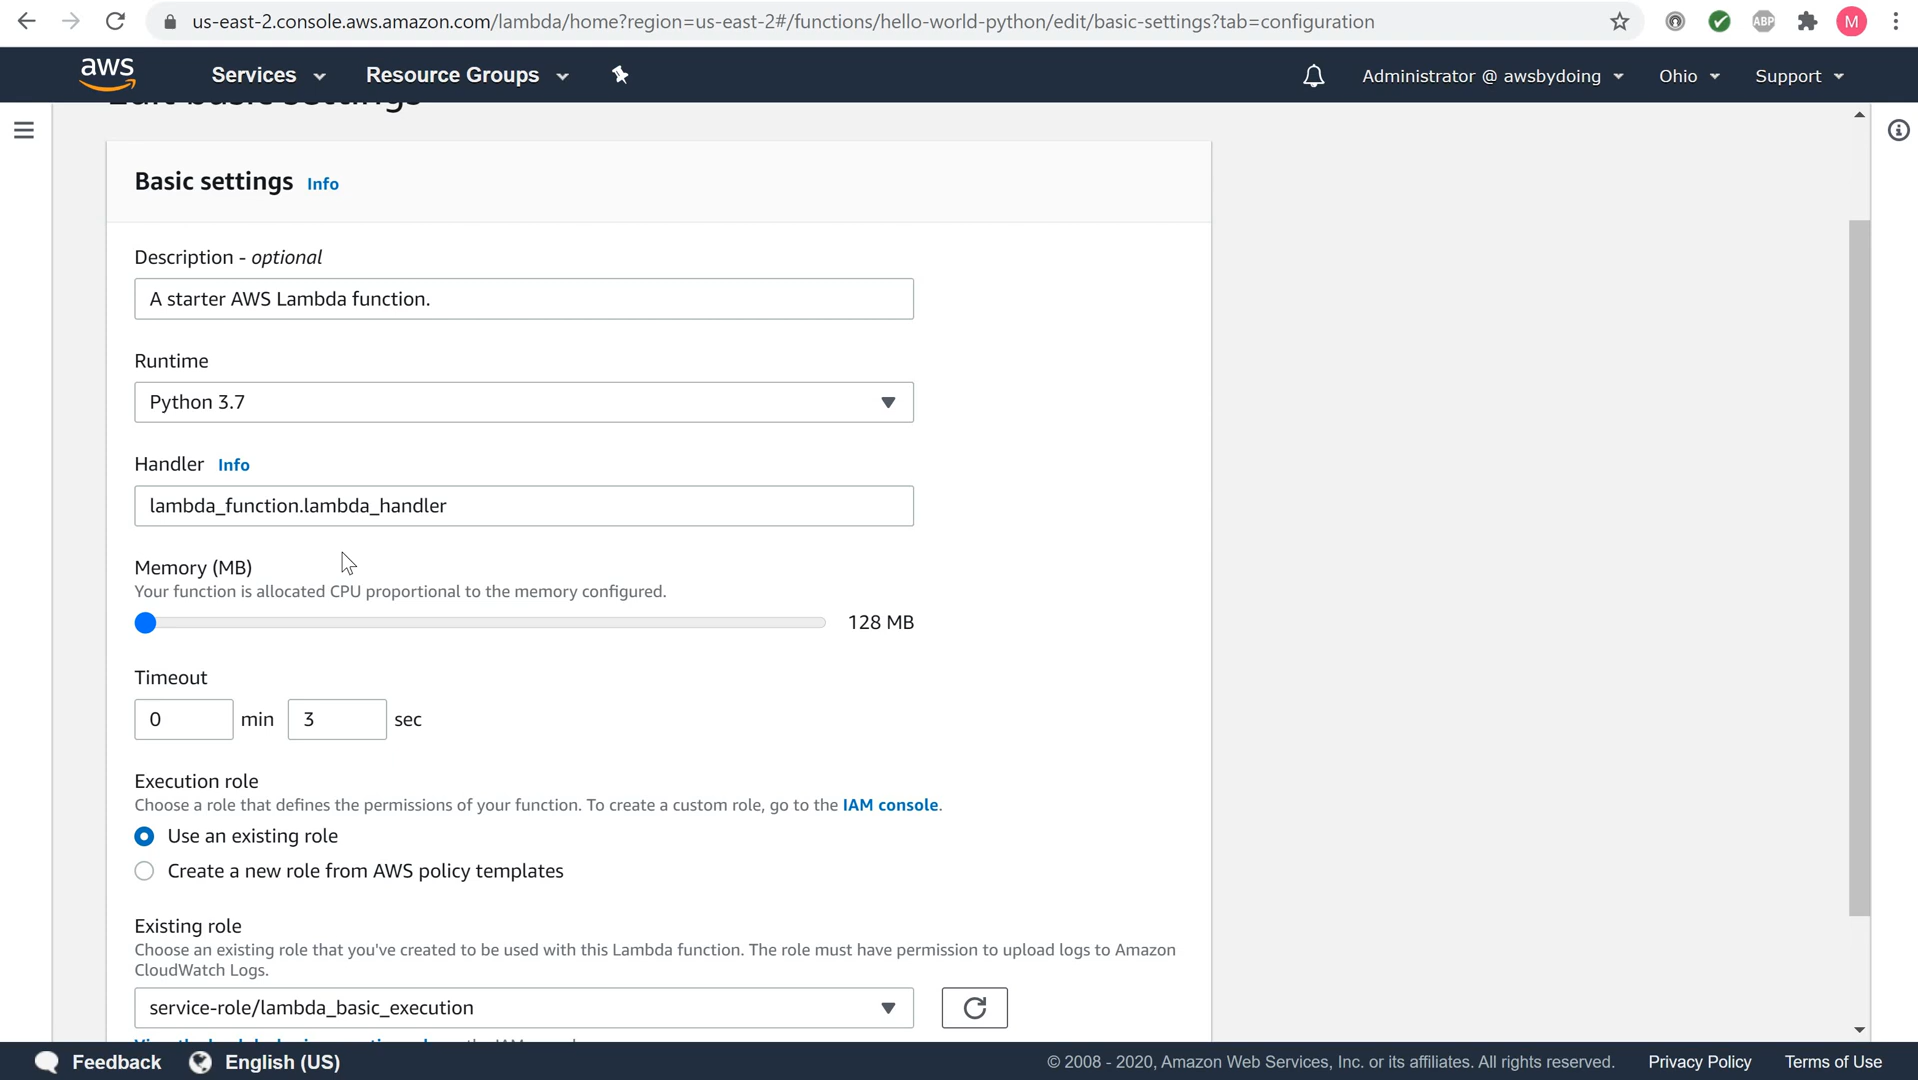 us-east-2.console.aws.amazon.com/lambda/home?region=us-east-2#/functions/hello-world-python/edit/basic-settings?tab=configuration
ABP
M
aws
Services
Resource Groups
Administrator @ awsbydoing
Ohio
Support
Edit basic settings
Basic settings Info
Description - optional
A starter AWS Lambda function.
Runtime
Python 3.7
Handler Info
lambda_function.lambda_handler
Memory (MB)
Your function is allocated CPU proportional to the memory configured.
128 MB
Timeout
0 min 3 sec
Execution role
Choose a role that defines the permissions of your function. To create a custom role, go to the IAM console.
Use an existing role
Create a new role from AWS policy templates
Existing role
Choose an existing role that you've created to be used with this Lambda function. The role must have permission to upload logs to Amazon
CloudWatch Logs.
service-role/lambda_basic_execution
Feedback
English (US)
© 2008 - 2020, Amazon Web Services, Inc. or its affiliates. All rights reserved.
Privacy Policy
Terms of Use